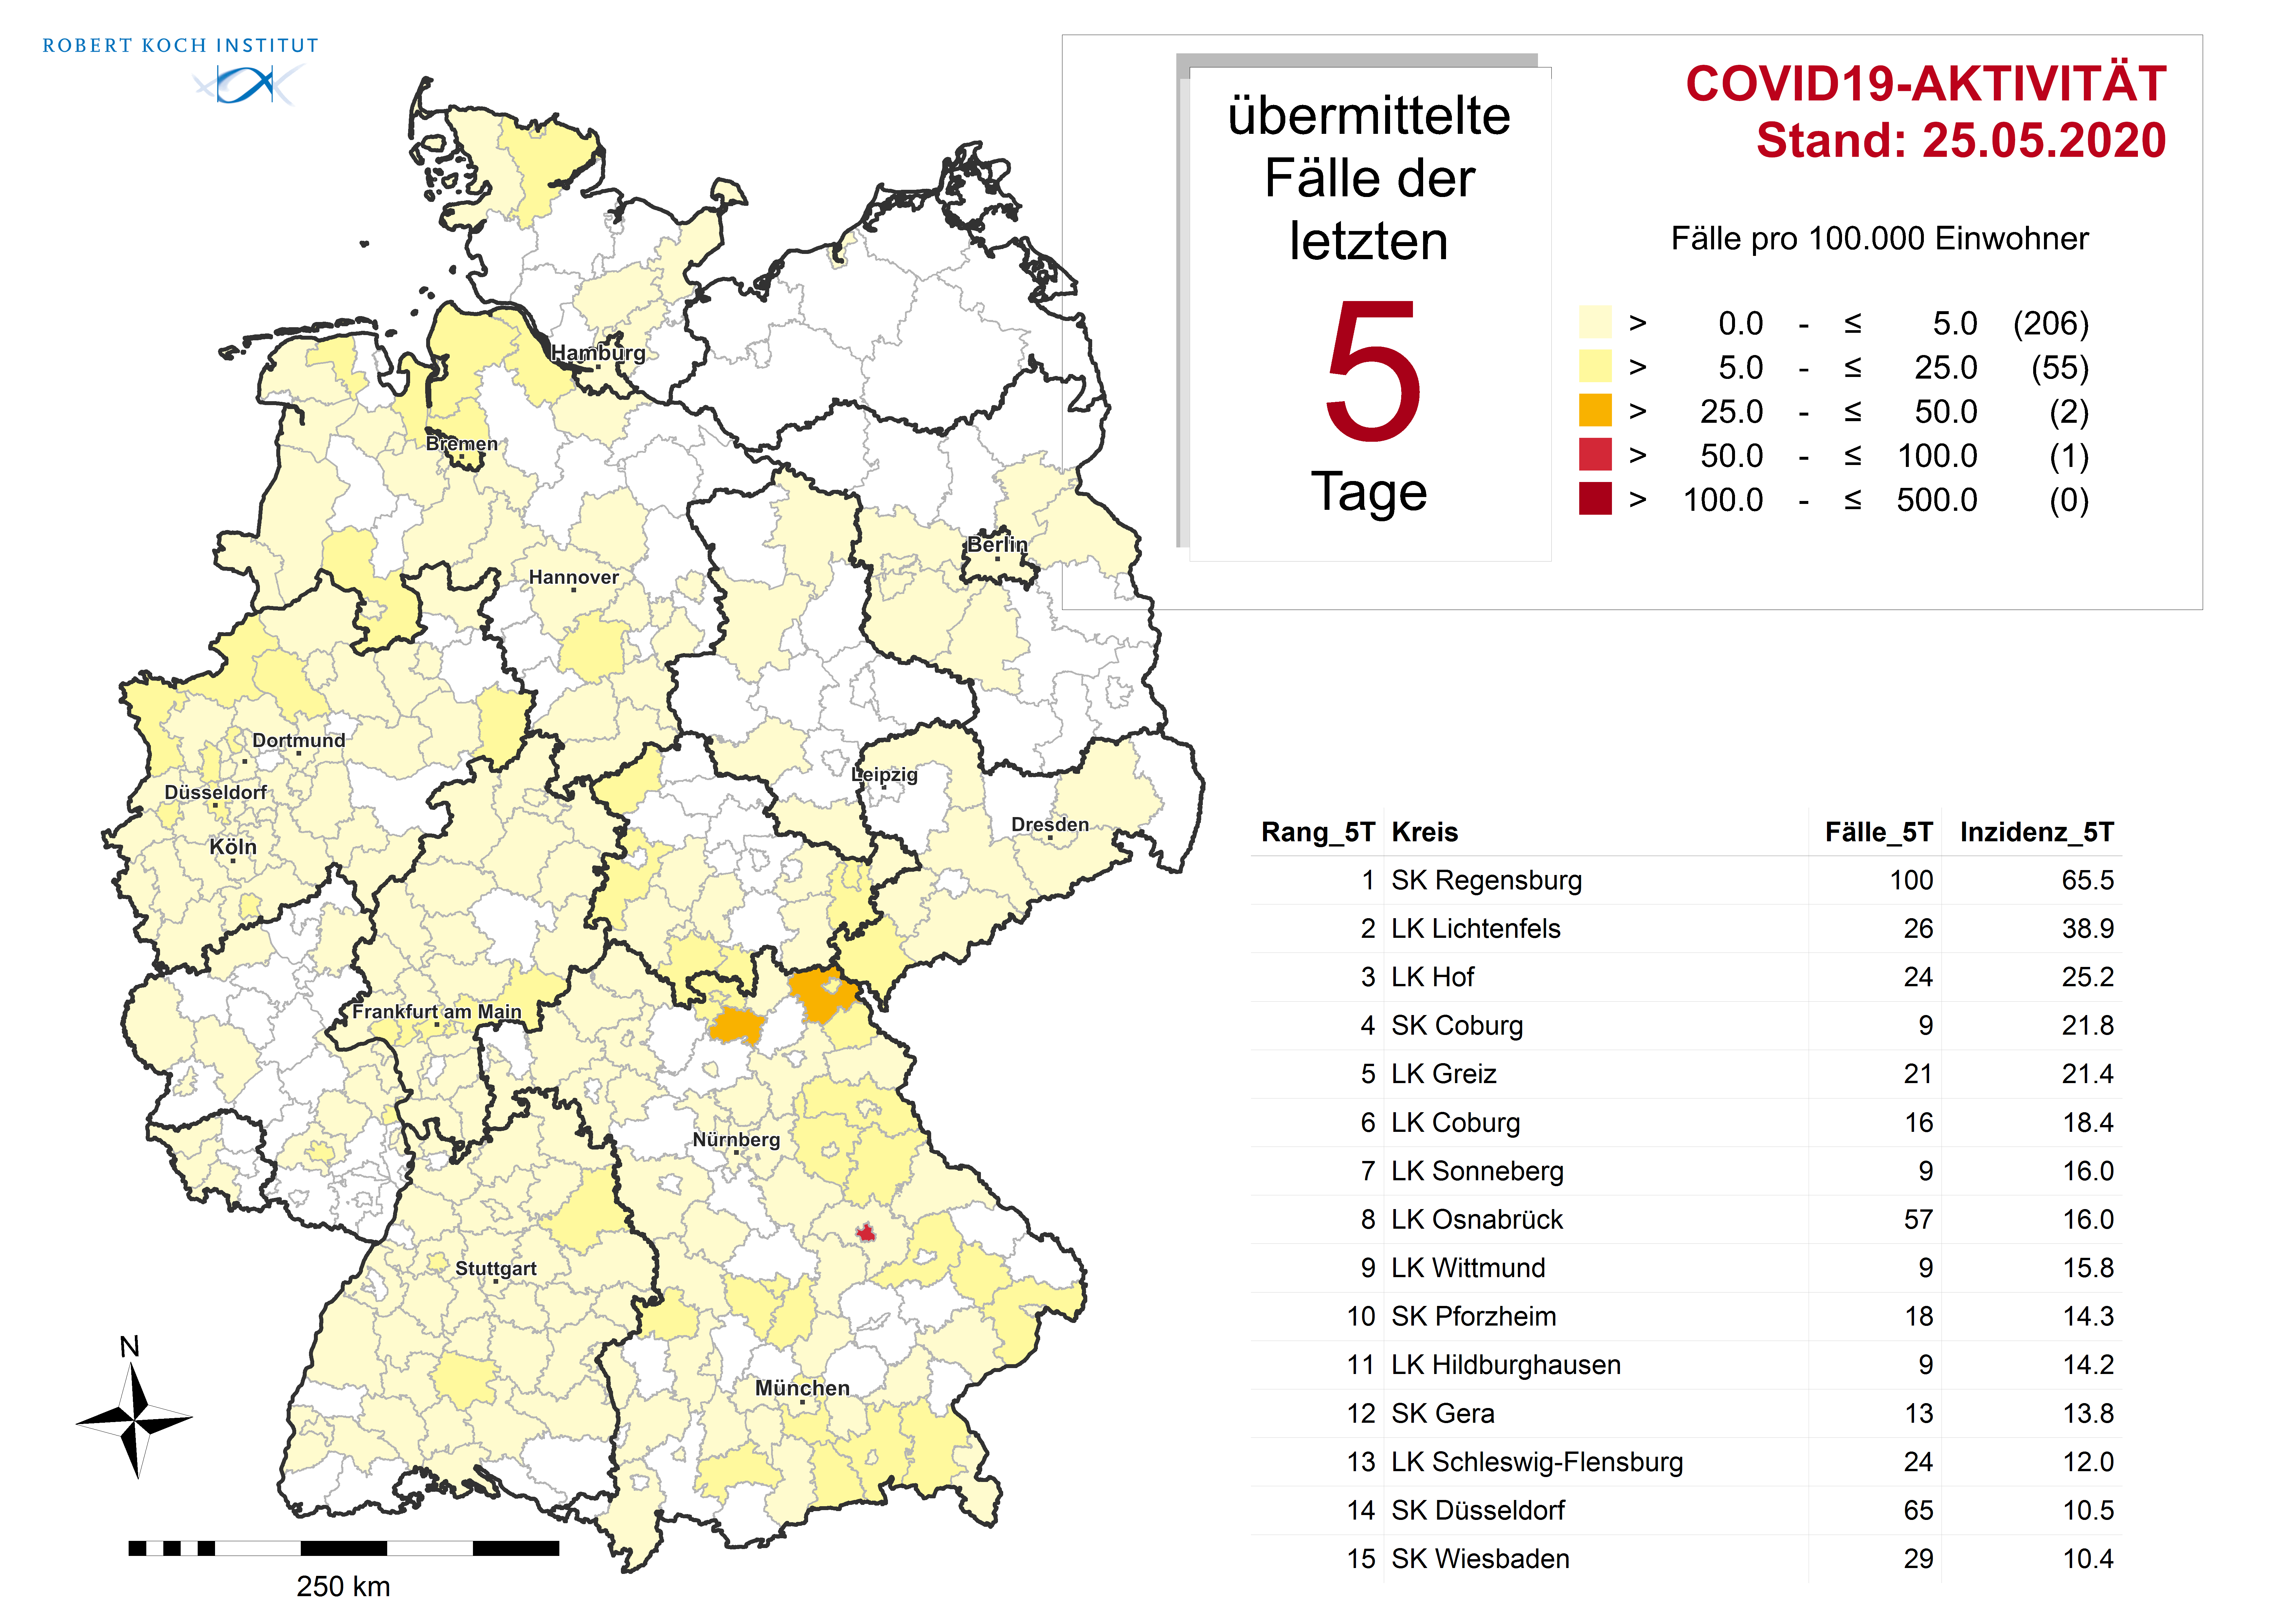 ROBERT KOCH INSTITUT
übermittelte
Fälle der
letzten
5
Tage
COVID19-AKTIVITÄT
Stand: 25.05.2020
Fälle pro 100.000 Einwohner
> 0.0 - ≤ 5.0 (206)
> 5.0 - ≤ 25.0 (55)
> 25.0 - ≤ 50.0 (2)
> 50.0 - ≤ 100.0 (1)
> 100.0 - ≤ 500.0 (0)
Hamburg
Bremen
Berlin
Hannover
Dortmund
Leipzig
Düsseldorf
Dresden
Köln
Frankfurt am Main
Nürnberg
Stuttgart
München
N
250 km
Rang_5T Kreis Fälle_5T Inzidenz_5T
1 SK Regensburg 100 65.5
2 LK Lichtenfels 26 38.9
3 LK Hof 24 25.2
4 SK Coburg 9 21.8
5 LK Greiz 21 21.4
6 LK Coburg 16 18.4
7 LK Sonneberg 9 16.0
8 LK Osnabrück 57 16.0
9 LK Wittmund 9 15.8
10 SK Pforzheim 18 14.3
11 LK Hildburghausen 9 14.2
12 SK Gera 13 13.8
13 LK Schleswig-Flensburg 24 12.0
14 SK Düsseldorf 65 10.5
15 SK Wiesbaden 29 10.4